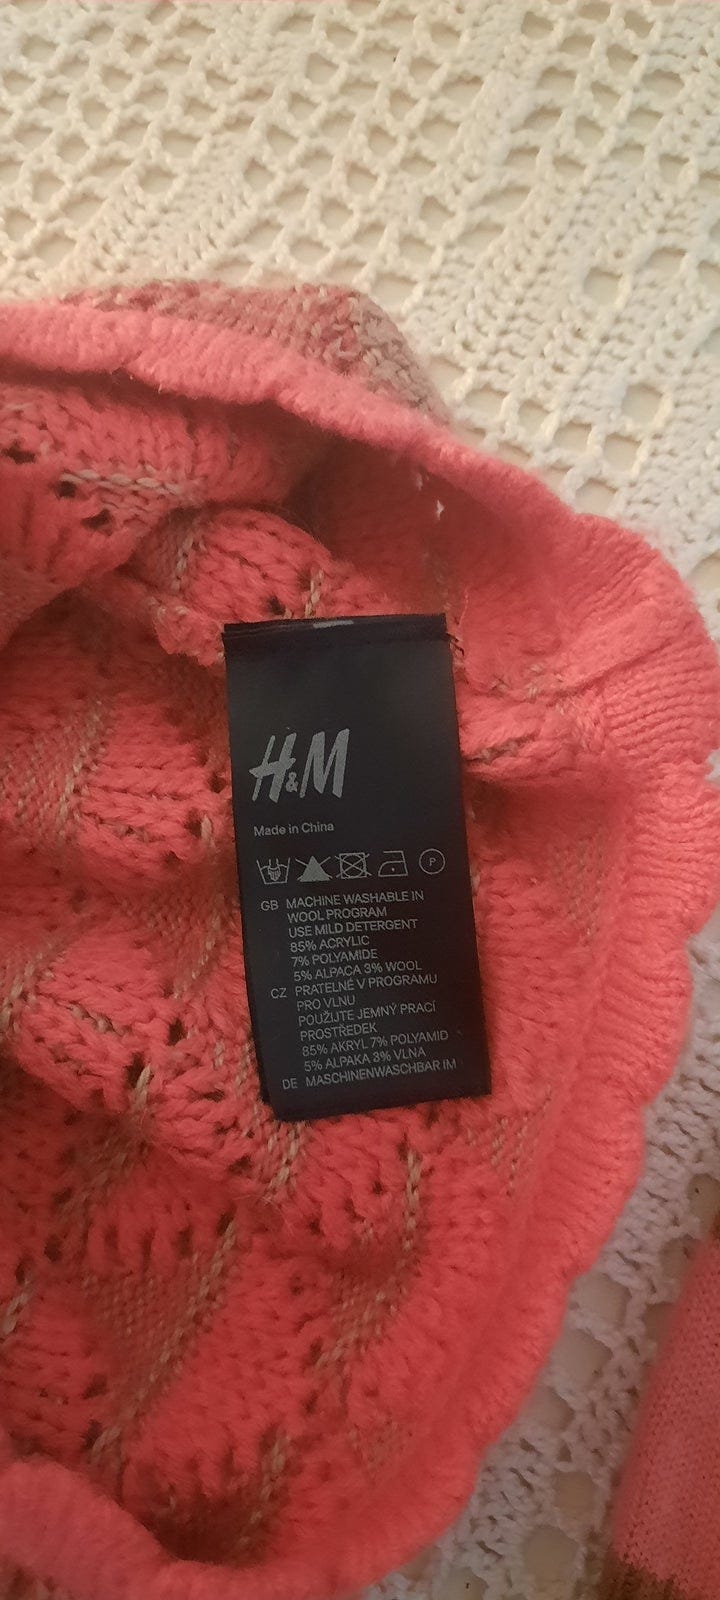 H&M
Made in China
P
GB MACHINE WASHABLE IN
WOOL PROGRAM
USE MILD DETERGENT
85% ACRYLIC
7% POLYAMIDE
5% ALPACA 3% WOOL
CZ PRATELNÉ V PROGRAMU
PRO VLNU
POUŽIJTE JEMNÝ PRACÍ
PROSTŘEDEK
85% AKRYL 7% POLYAMID
5% ALPAKA 3% VLNA
DE MASCHINENWASCHBAR IM